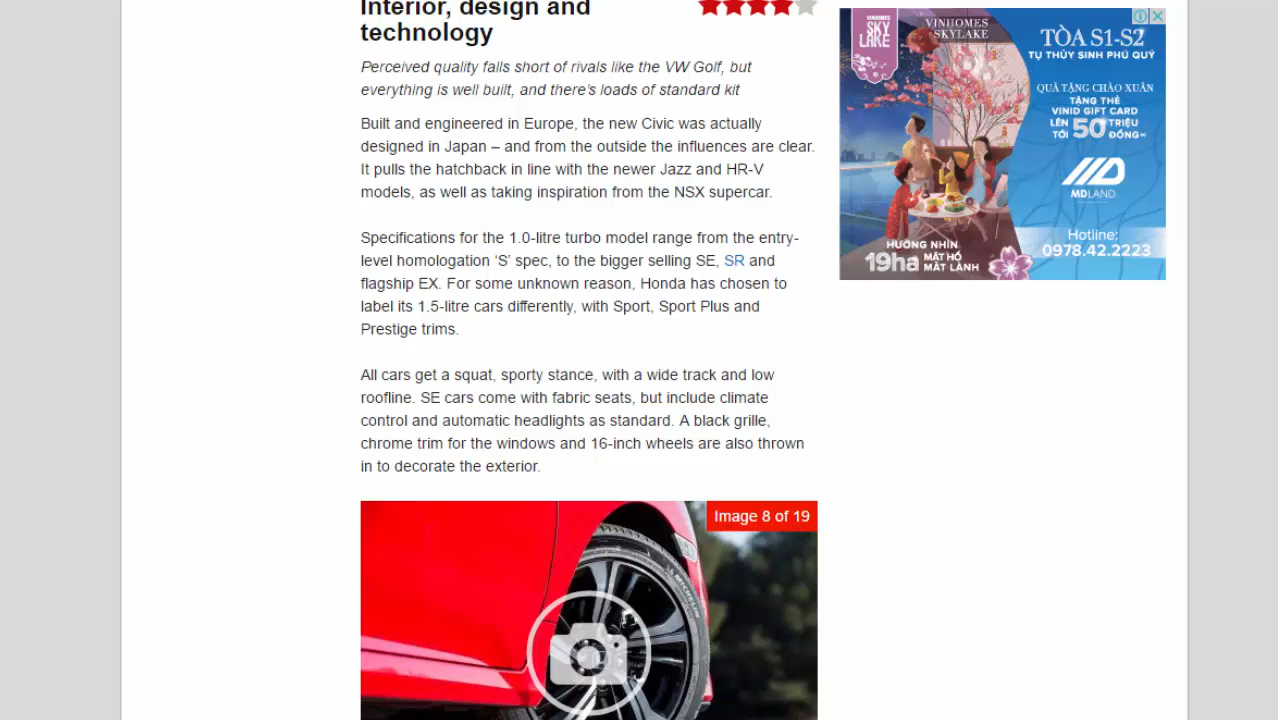 Interior, design and
technology
Perceived quality falls short of rivals like the VW Golf, but
everything is well built, and there's loads of standard kit
Built and engineered in Europe, the new Civic was actually
designed in Japan – and from the outside the influences are clear.
It pulls the hatchback in line with the newer Jazz and HR-V
models, as well as taking inspiration from the NSX supercar.
Specifications for the 1.0-litre turbo model range from the entry-
level homologation ‘S’ spec, to the bigger selling SE, SR and
flagship EX. For some unknown reason, Honda has chosen to
label its 1.5-litre cars differently, with Sport, Sport Plus and
Prestige trims.
All cars get a squat, sporty stance, with a wide track and low
roofline. SE cars come with fabric seats, but include climate
control and automatic headlights as standard. A black grille,
chrome trim for the windows and 16-inch wheels are also thrown
in to decorate the exterior.
Image 8 of 19
MICHELIN
VINHOMES
SKY
LAKE
VINHOMES
SKYLAKE
TÒA S1-S2
TỤ THỦY SINH PHÚ QUÝ
QUÀ TẶNG CHÀO XUÂN
TẶNG THẺ
VINID GIFT CARD
LÊN TỚI 50 TRIỆU ĐỒNG
MDLAND
Hotline:
0978.42.2223
HƯỚNG NHÌN
19ha MẶT HỒ
MÁT LÀNH